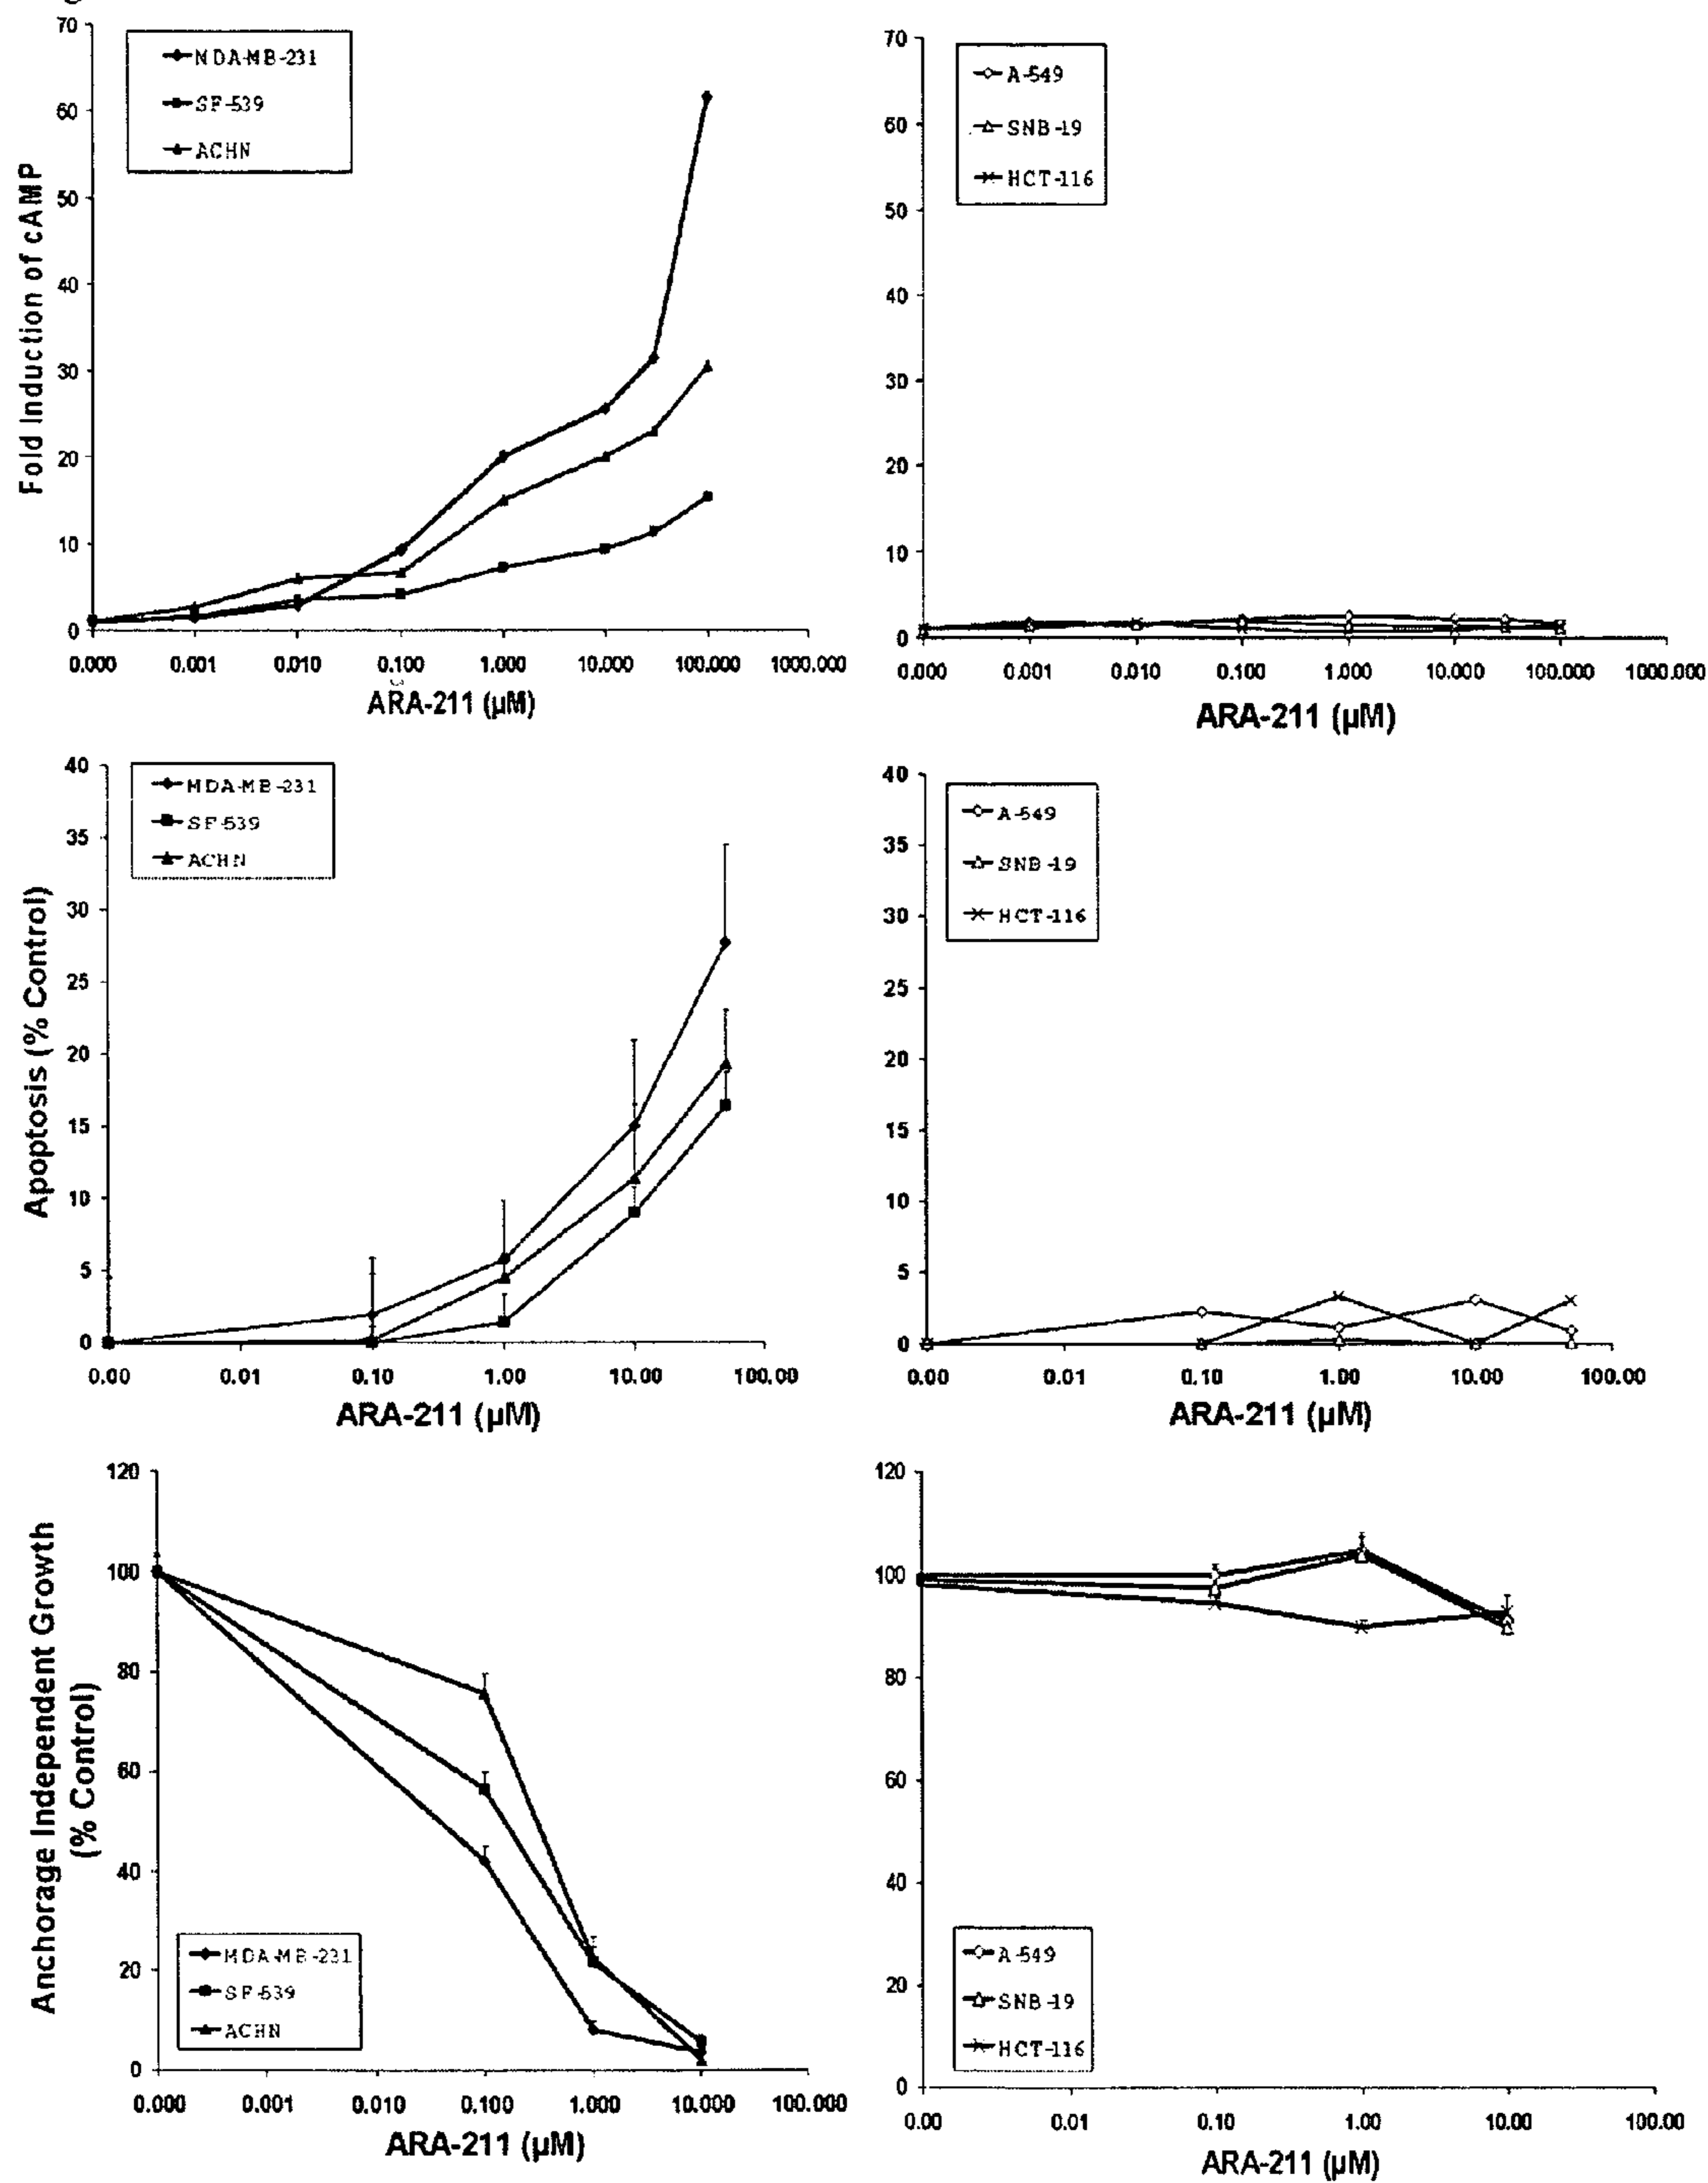 70
60
50
40
30
20
10
0
Fold Induction of cAMP
MDA-MB-231
SF-539
ACHN
0.000 0.001 0.010 0.100 1.000 10.000 100.000 1000.000
ARA-211 (µM)
70
60
50
40
30
20
10
0
A-549
SNB-19
HCT-116
0.000 0.001 0.010 0.100 1.000 10.000 100.000 1000.000
ARA-211 (µM)
40
35
30
25
20
15
10
5
0
Apoptosis (% Control)
MDA-MB-231
SF-539
ACHN
0.00 0.01 0.10 1.00 10.00 100.00
ARA-211 (µM)
40
35
30
25
20
15
10
5
0
A-549
SNB-19
HCT-116
0.00 0.01 0.10 1.00 10.00 100.00
ARA-211 (µM)
120
100
80
60
40
20
0
Anchorage Independent Growth
(% Control)
MDA-MB-231
SF-539
ACHN
0.000 0.001 0.010 0.100 1.000 10.000 100.000
ARA-211 (µM)
120
100
80
60
40
20
0
A-549
SNB-19
HCT-116
0.00 0.01 0.10 1.00 10.00 100.00
ARA-211 (µM)